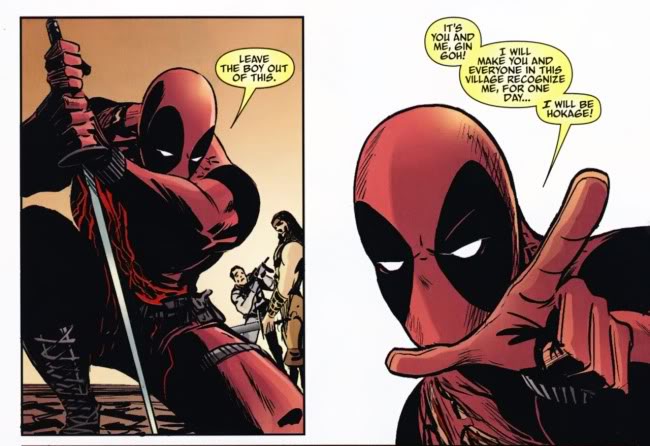 LEAVE
THE BOY OUT
OF THIS.
IT'S
YOU AND
ME, GIN
GOH!
I WILL
MAKE YOU AND
EVERYONE IN THIS
VILLAGE RECOGNIZE
ME, FOR ONE
DAY...
I WILL BE
HOKAGE!